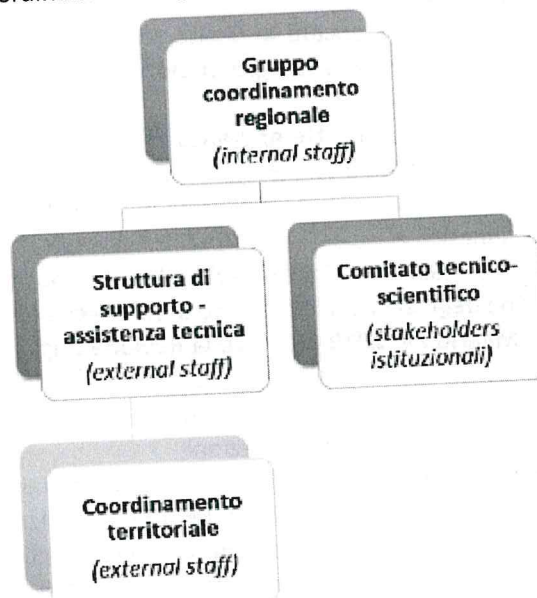 Gruppo
coordinamento
regionale
(internal staff)
Struttura di
supporto -
assistenza tecnica
(external staff)
Comitato tecnico-
scientifico
(stakeholders
istituzionali)
Coordinamento
territoriale
(external staff)